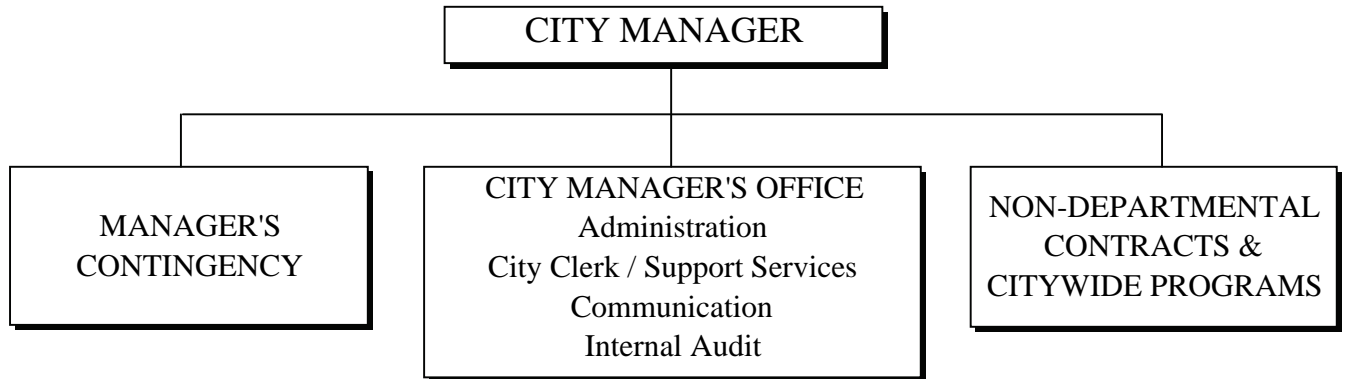 CITY MANAGER
MANAGER'S
CONTINGENCY
CITY MANAGER'S OFFICE
Administration
City Clerk / Support Services
Communication
Internal Audit
NON-DEPARTMENTAL
CONTRACTS &
CITYWIDE PROGRAMS